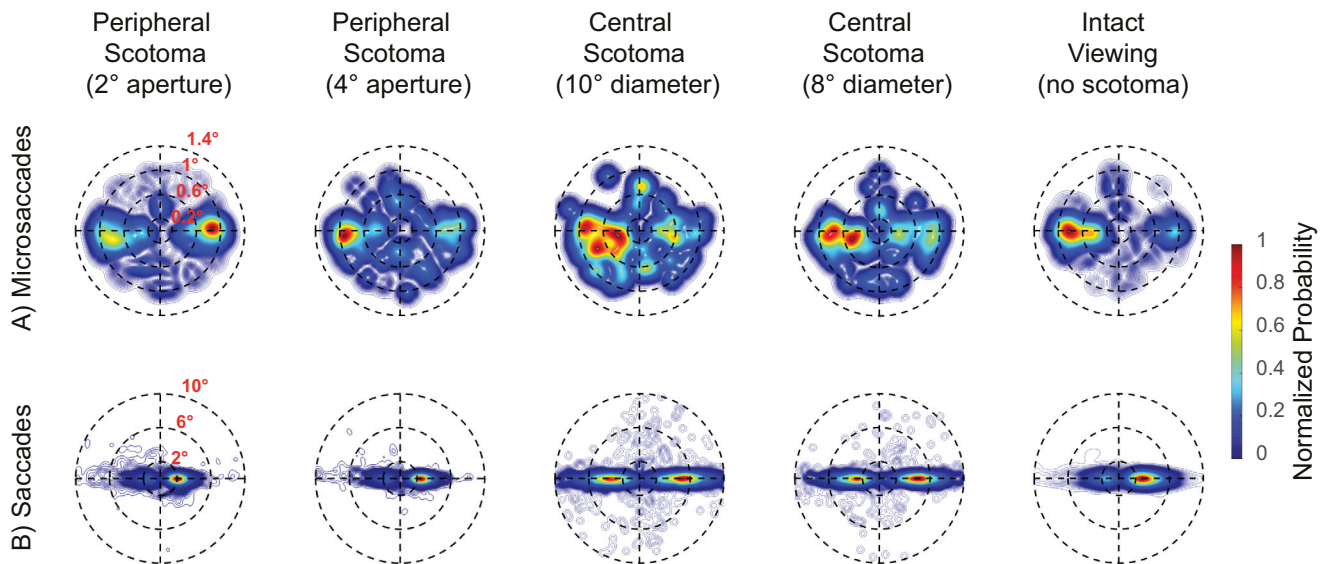 Peripheral
Scotoma
(2° aperture)
Peripheral
Scotoma
(4° aperture)
Central
Scotoma
(10° diameter)
Central
Scotoma
(8° diameter)
Intact
Viewing
(no scotoma)
A) Microsaccades
1.4°
1°
0.6°
0.2°
B) Saccades
10°
6°
2°
1
0.8
0.6
0.4
0.2
0
Normalized Probability